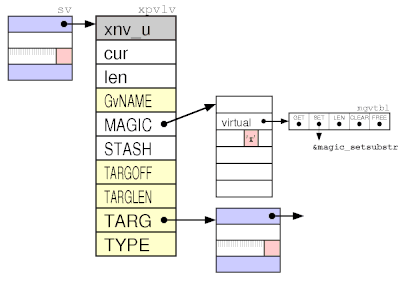 sv
xpvlv
xnv_u
cur
len
GvNAME
MAGIC
STASH
TARGOFF
TARGLEN
TARG
TYPE
virtual
'x'
mgvtbl
GET SET LEN CLEAR FREE
&magic_setsubstr